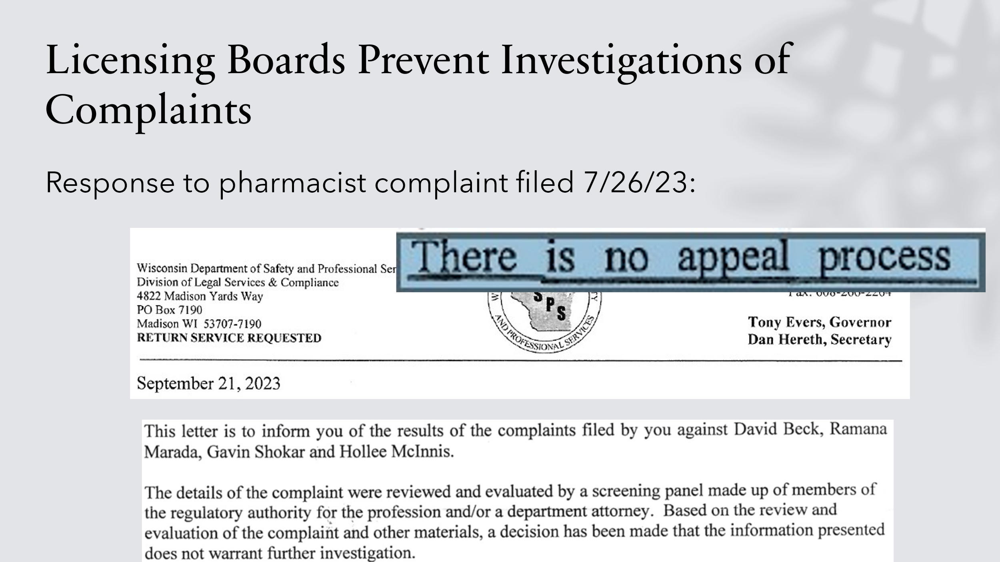 Licensing Boards Prevent Investigations of
Complaints
Response to pharmacist complaint filed 7/26/23:
There is no appeal process
Wisconsin Department of Safety and Professional Ser
Division of Legal Services & Compliance
4822 Madison Yards Way
PO Box 7190
Madison WI 53707-7190
RETURN SERVICE REQUESTED
S P S
AND PROFESSIONAL SERVICES
Tony Evers, Governor
Dan Hereth, Secretary
September 21, 2023
This letter is to inform you of the results of the complaints filed by you against David Beck, Ramana
Marada, Gavin Shokar and Hollee McInnis.
The details of the complaint were reviewed and evaluated by a screening panel made up of members of
the regulatory authority for the profession and/or a department attorney. Based on the review and
evaluation of the complaint and other materials, a decision has been made that the information presented
does not warrant further investigation.